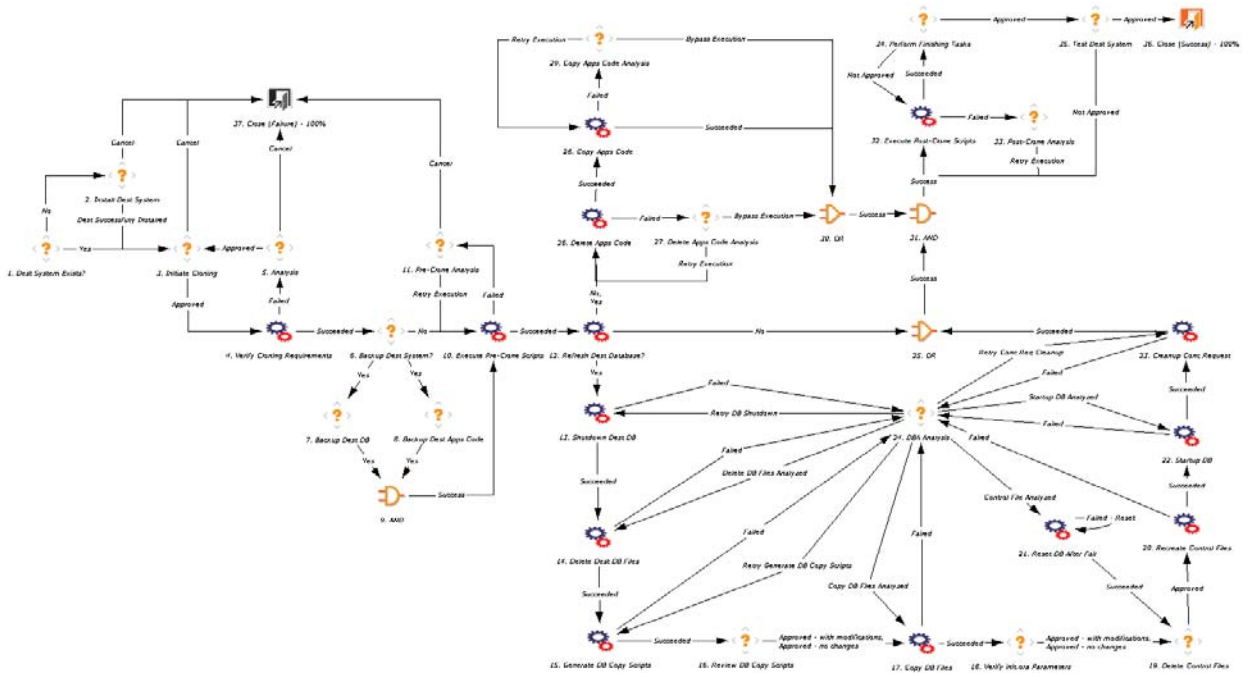 24. Perform Finishing Tasks
Approved
25. Test Dest System
Approved
26. Close (Success) - 100%
Retry Execution
Bypass Execution
29. Copy Apps Code Analysis
Not Approved
Succeeded
Not Approved
Failed
37. Close (Failure) - 100%
Succeeded
Failed
28. Copy Apps Code
32. Execute Post-Clone Scripts
33. Post-Clone Analysis
Retry Execution
Cancel
Cancel
Cancel
Cancel
Succeeded
Success
2. Install Dest System
No
Dest Successfully Installed
Failed
Bypass Execution
Success
26. Delete Apps Code
27. Delete Apps Code Analysis
30. OR
31. AND
Yes
Approved
1. Dest System Exists?
3. Initiate Cloning
5. Analysis
11. Pre-Clone Analysis
Retry Execution
Retry Execution
Success
Approved
Failed
Failed
No,
Yes
Succeeded
No
Succeeded
No
Succeeded
4. Verify Cloning Requirements
6. Backup Dest System?
10. Execute Pre-Clone Scripts
12. Refresh Dest Database?
25. OR
23. Cleanup Conc Request
Retry Conc Req Cleanup
Failed
Yes
Yes
Yes
Failed
Startup DB Analyzed
Succeeded
Retry DB Shutdown
Failed
7. Backup Dest DB
8. Backup Dest Apps Code
13. Shutdown Dest DB
24. DBA Analysis
Failed
22. Startup DB
Yes
Yes
Failed
Delete DB Files Analyzed
Succeeded
Succeeded
Success
Control File Analyzed
9. AND
Failed - Reset
Failed
Failed
14. Delete Dest DB Files
21. Reset DB After Fail
20. Recreate Control Files
Retry Generate DB Copy Scripts
Copy DB Files Analyzed
Succeeded
Succeeded
Approved
Succeeded
Approved - with modifications,
Approved - no changes
Succeeded
Approved - with modifications,
Approved - no changes
15. Generate DB Copy Scripts
16. Review DB Copy Scripts
17. Copy DB Files
18. Verify init.ora Parameters
19. Delete Control Files